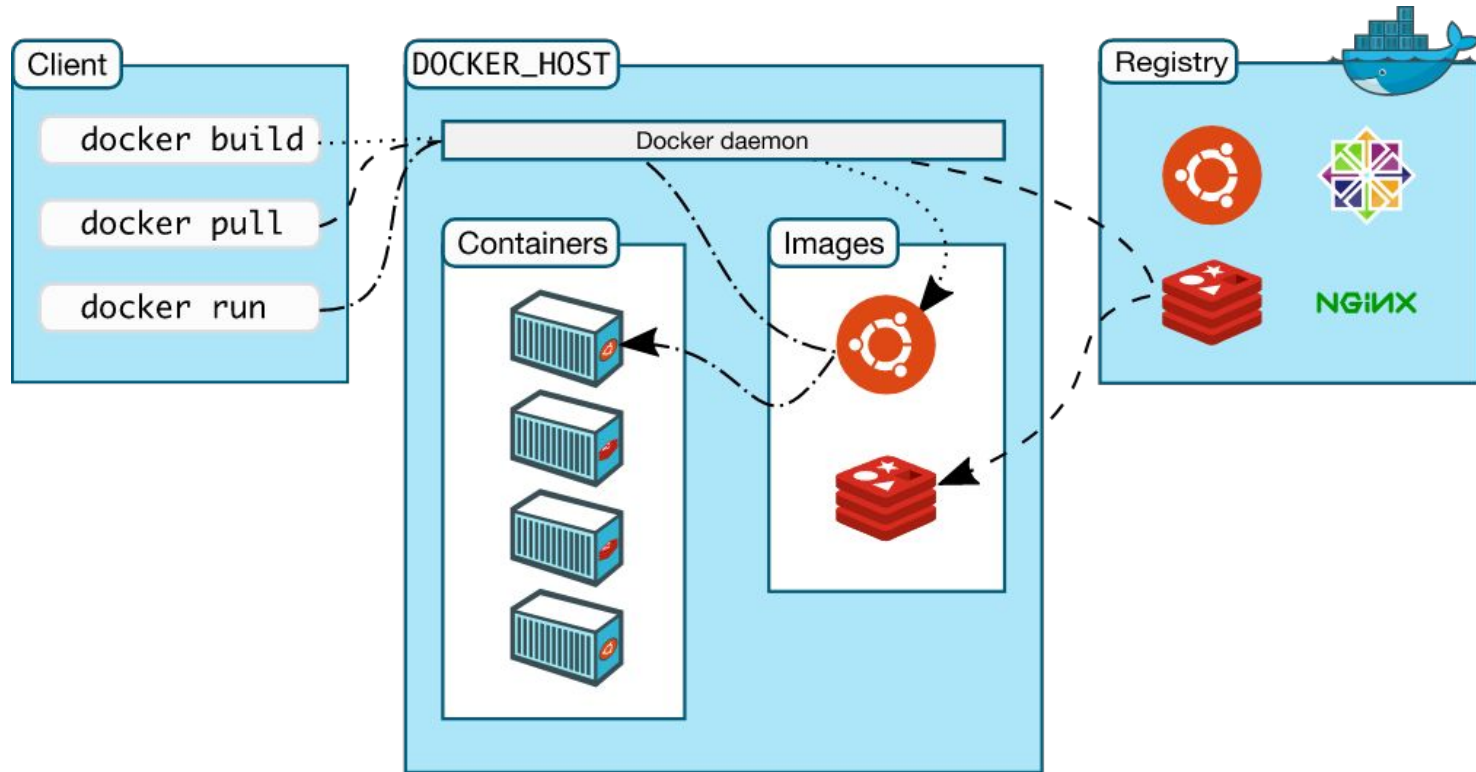 Client
docker build
docker pull
docker run
DOCKER_HOST
Docker daemon
Containers
Images
Registry
NGiNX